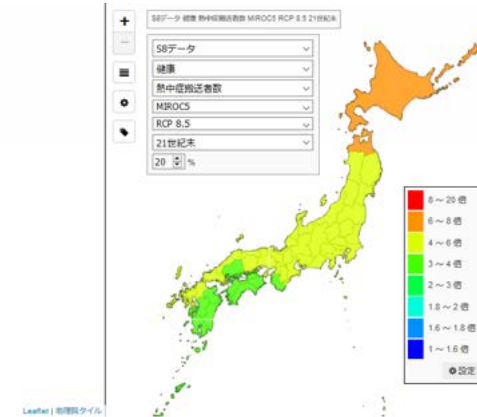 S8データ 健康 熱中症搬送者数 MIROC5 RCP 8.5 21世紀末
S8データ
健康
熱中症搬送者数
MIROC5
RCP 8.5
21世紀末
20 %
8～20 倍
6～8 倍
4～6 倍
3～4 倍
2～3 倍
1.8～2 倍
1.6～1.8 倍
1～1.6 倍
設定
Leaflet | 地理院タイル